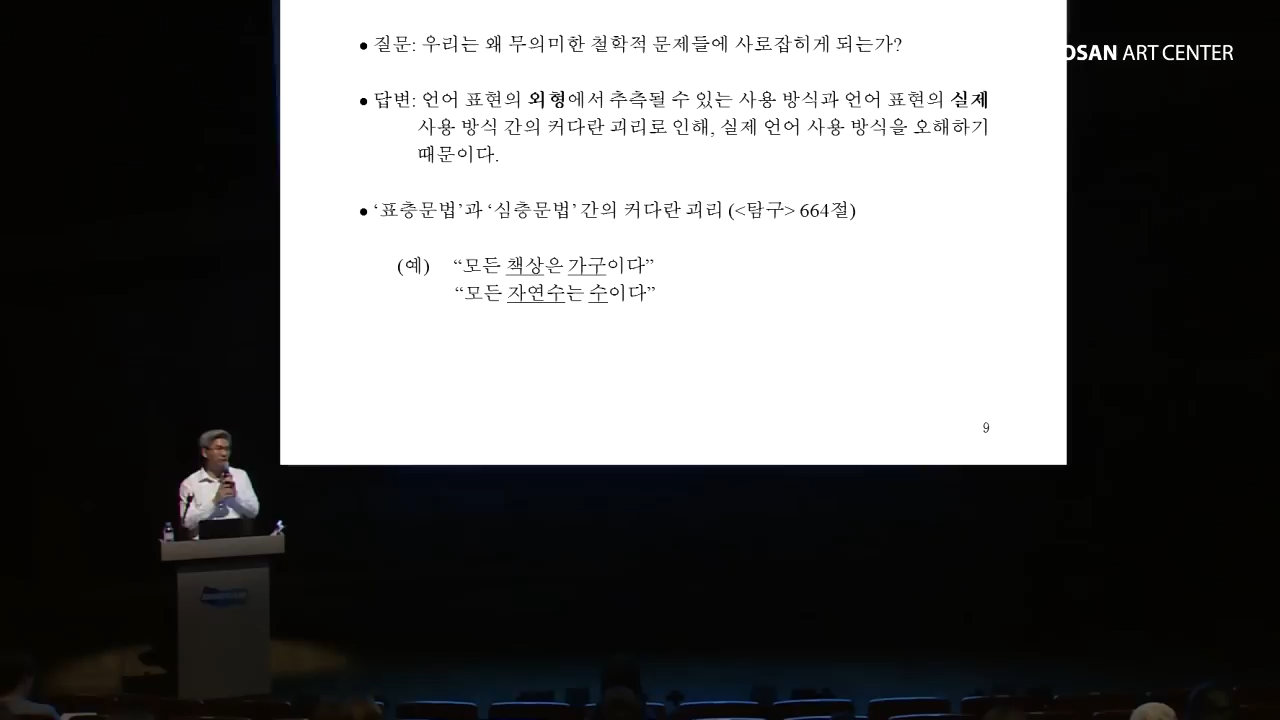 OSAN ART CENTER
• 질문: 우리는 왜 무의미한 철학적 문제들에 사로잡히게 되는가?
• 답변: 언어 표현의 외형에서 추측될 수 있는 사용 방식과 언어 표현의 실제
사용 방식 간의 커다란 괴리로 인해, 실제 언어 사용 방식을 오해하기
때문이다.
• ‘표층문법’과 ‘심층문법’ 간의 커다란 괴리 (<탐구> 664절)
(예) “모든 책상은 가구이다”
“모든 자연수는 수이다”
9